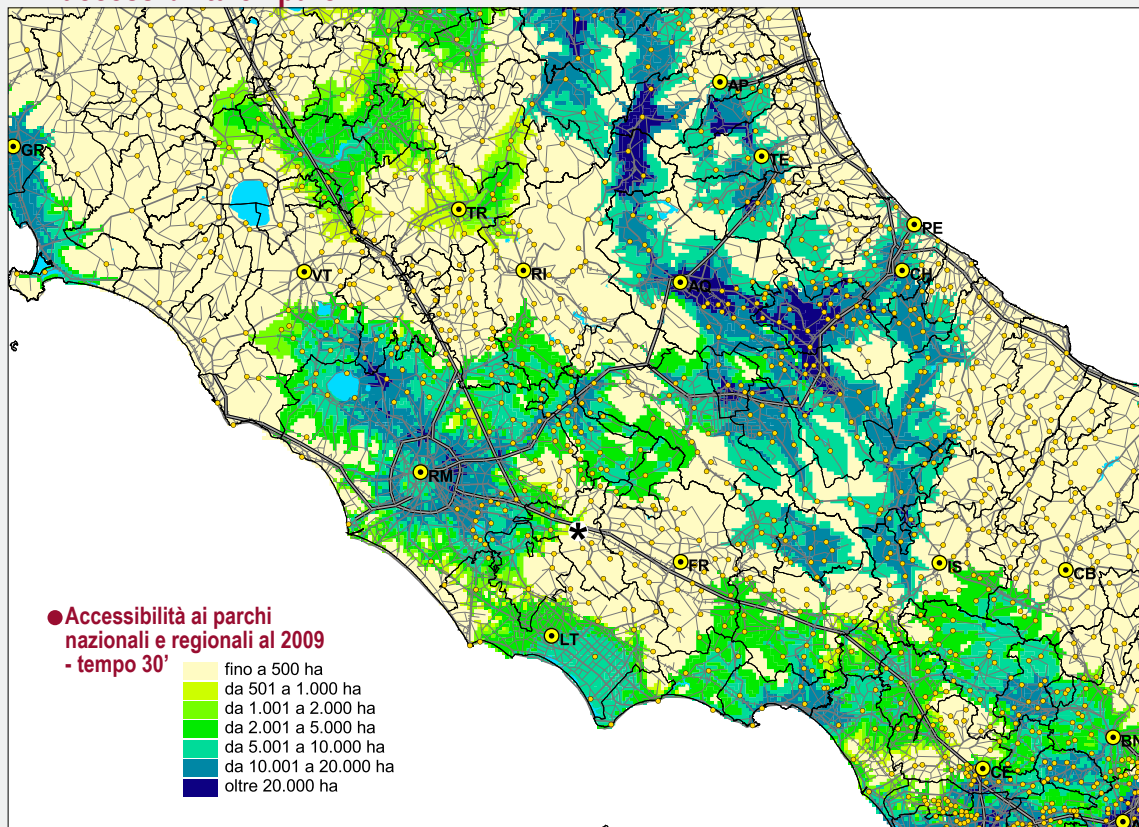 AP
GR
TE
TR
PE
VT
RI
AQ
CH
RM
*
FR
IS
CB
LT
BN
CE
Accessibilità ai parchi
nazionali e regionali al 2009
- tempo 30'
fino a 500 ha
da 501 a 1.000 ha
da 1.001 a 2.000 ha
da 2.001 a 5.000 ha
da 5.001 a 10.000 ha
da 10.001 a 20.000 ha
oltre 20.000 ha